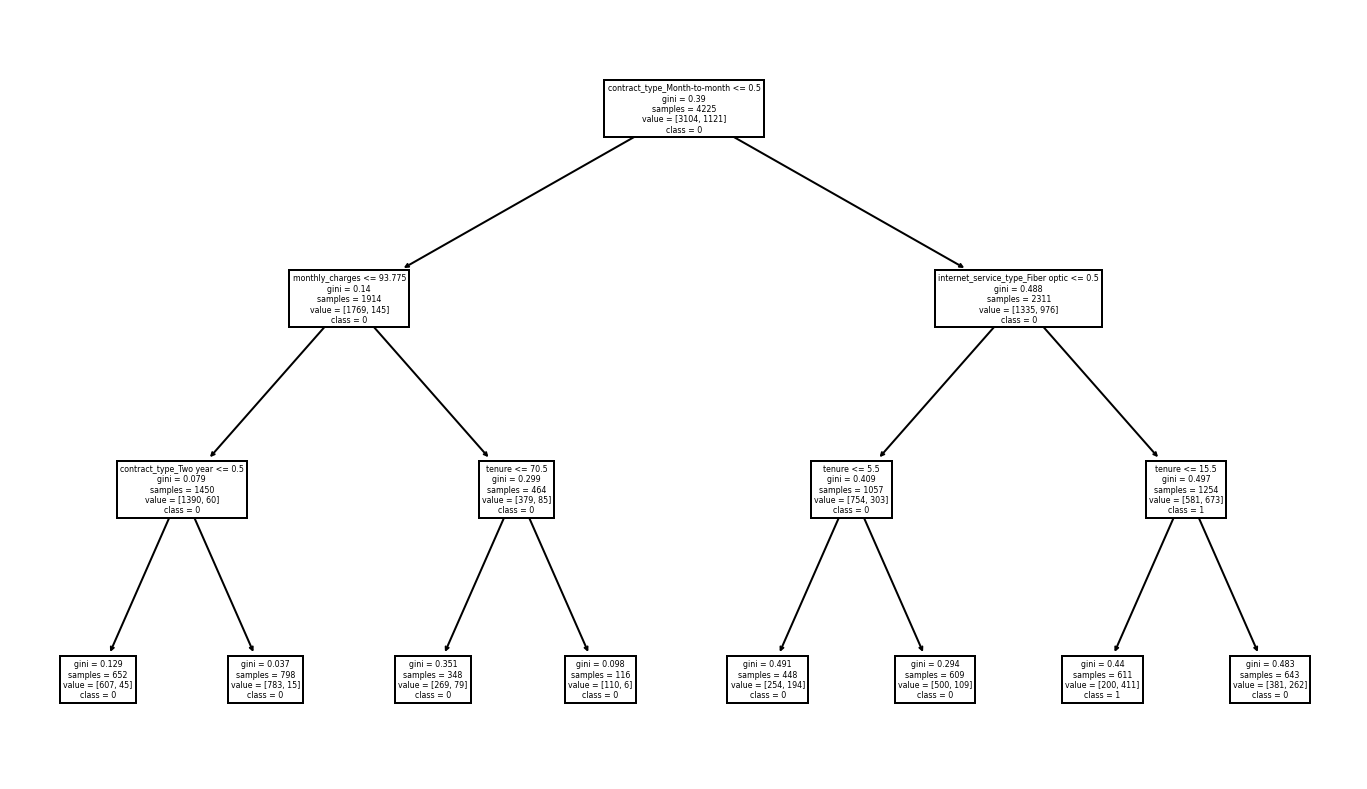 contract_type_Month-to-month <= 0.5
gini = 0.39
samples = 4225
value = [3104, 1121]
class = 0
monthly_charges <= 93.775
gini = 0.14
samples = 1914
value = [1769, 145]
class = 0
internet_service_type_Fiber optic <= 0.5
gini = 0.488
samples = 2311
value = [1335, 976]
class = 0
contract_type_Two year <= 0.5
gini = 0.079
samples = 1450
value = [1390, 60]
class = 0
tenure <= 70.5
gini = 0.299
samples = 464
value = [379, 85]
class = 0
tenure <= 5.5
gini = 0.409
samples = 1057
value = [754, 303]
class = 0
tenure <= 15.5
gini = 0.497
samples = 1254
value = [581, 673]
class = 1
gini = 0.129
samples = 652
value = [607, 45]
class = 0
gini = 0.037
samples = 798
value = [783, 15]
class = 0
gini = 0.351
samples = 348
value = [269, 79]
class = 0
gini = 0.098
samples = 116
value = [110, 6]
class = 0
gini = 0.491
samples = 448
value = [254, 194]
class = 0
gini = 0.294
samples = 609
value = [500, 109]
class = 0
gini = 0.44
samples = 611
value = [200, 411]
class = 1
gini = 0.483
samples = 643
value = [381, 262]
class = 0